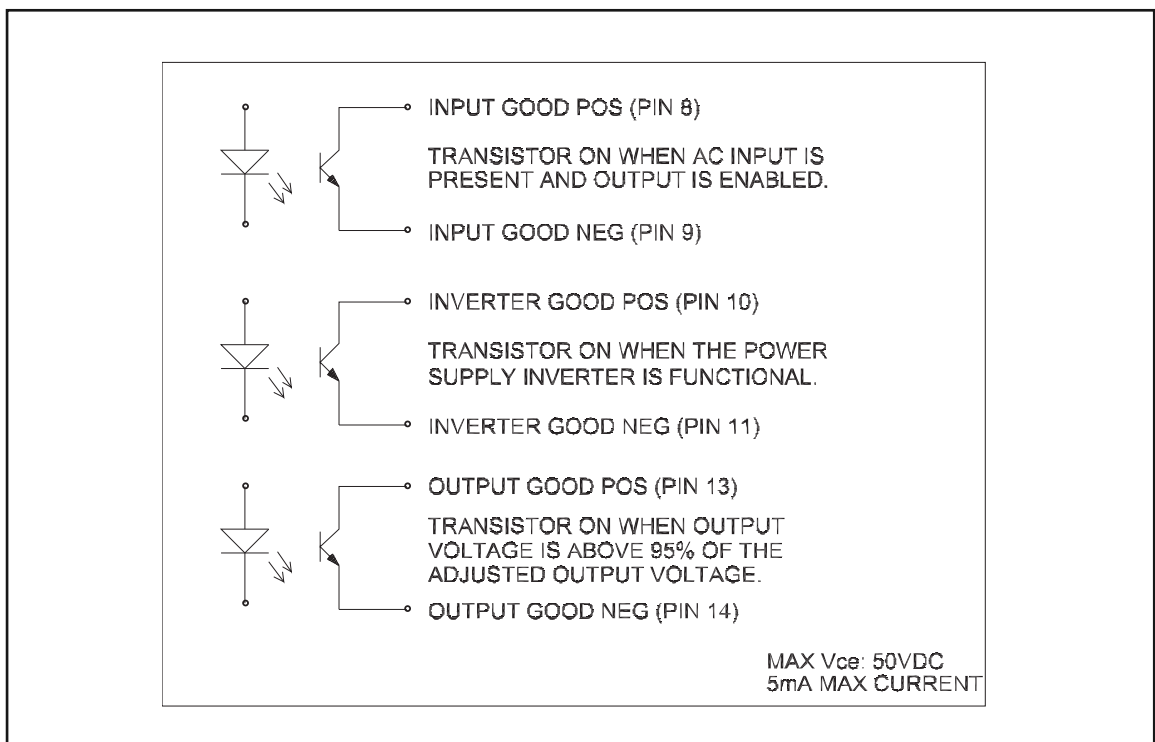 INPUT GOOD POS (PIN 8)
TRANSISTOR ON WHEN AC INPUT IS
PRESENT AND OUTPUT IS ENABLED.
INPUT GOOD NEG (PIN 9)
INVERTER GOOD POS (PIN 10)
TRANSISTOR ON WHEN THE POWER
SUPPLY INVERTER IS FUNCTIONAL.
INVERTER GOOD NEG (PIN 11)
OUTPUT GOOD POS (PIN 13)
TRANSISTOR ON WHEN OUTPUT
VOLTAGE IS ABOVE 95% OF THE
ADJUSTED OUTPUT VOLTAGE.
OUTPUT GOOD NEG (PIN 14)
MAX Vce: 50VDC
5mA MAX CURRENT